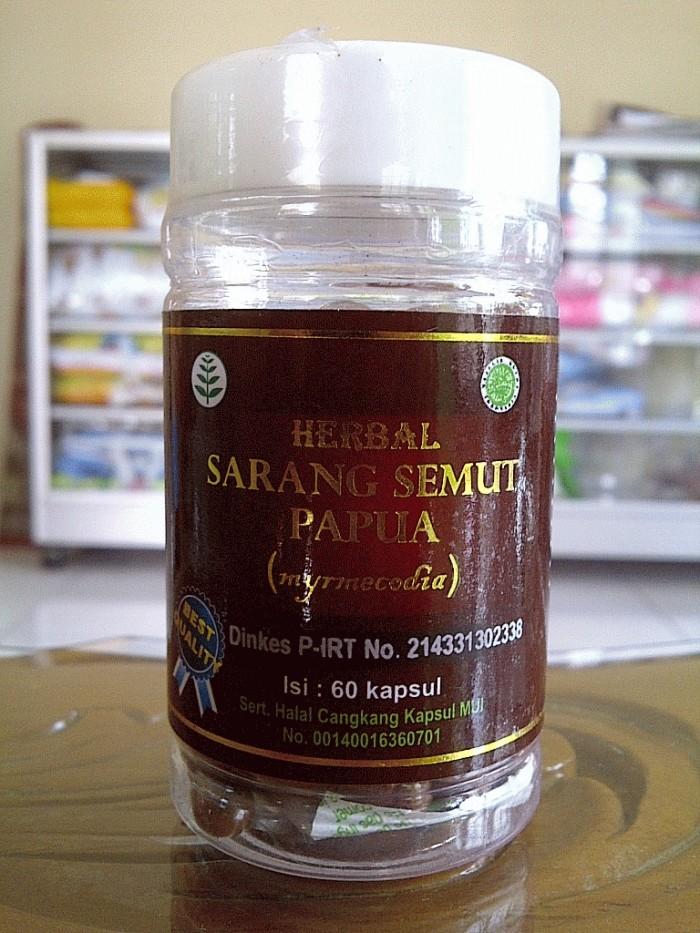 HERBAL
SARANG SEMUT
PAPUA
(myrmecodia)
BEST
QUALITY
Dinkes P-IRT No. 214331302338
Isi : 60 kapsul
Sert. Halal Cangkang Kapsul MUI
No. 00140016360701